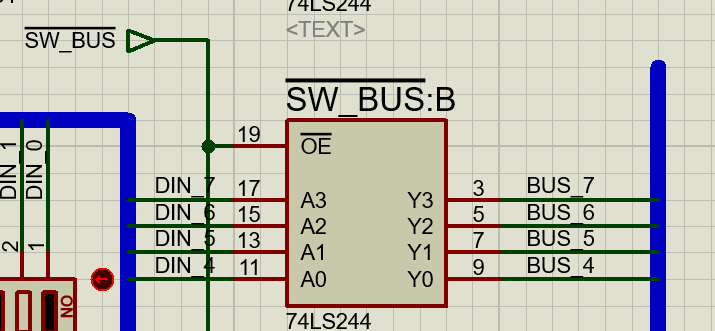 74LS244
<TEXT>
SW_BUS
SW_BUS:B
19
OE
DIN_1
DIN_0
DIN_7 17 A3 Y3 3 BUS_7
DIN_6 15 A2 Y2 5 BUS_6
DIN_5 13 A1 Y1 7 BUS_5
DIN_4 11 A0 Y0 9 BUS_4
2
1
ON
74LS244